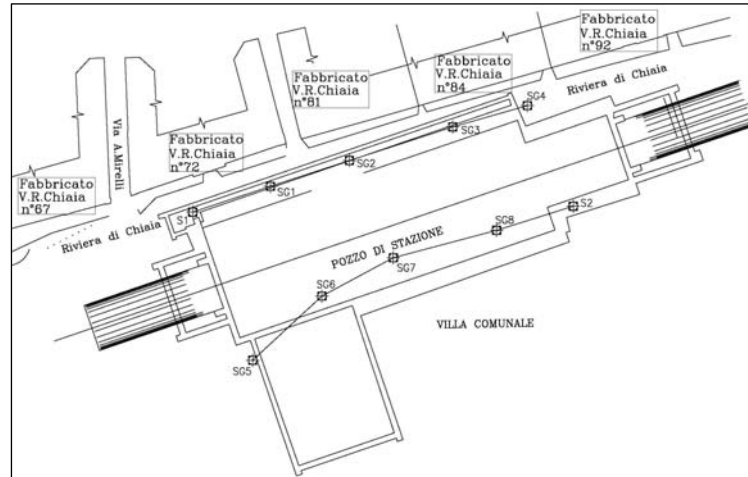 Fabbricato
V.R.Chiaia
n°92
Fabbricato
V.R.Chiaia
n°84
Fabbricato
V.R.Chiaia
n°81
Riviera di Chiaia
SG4
SG3
Via A.Mirelli
Fabbricato
V.R.Chiaia
n°72
SG2
Fabbricato
V.R.Chiaia
n°67
SG1
S1
Riviera di Chiaia
S2
SG8
POZZO DI STAZIONE
SG7
SG6
VILLA COMUNALE
SG5